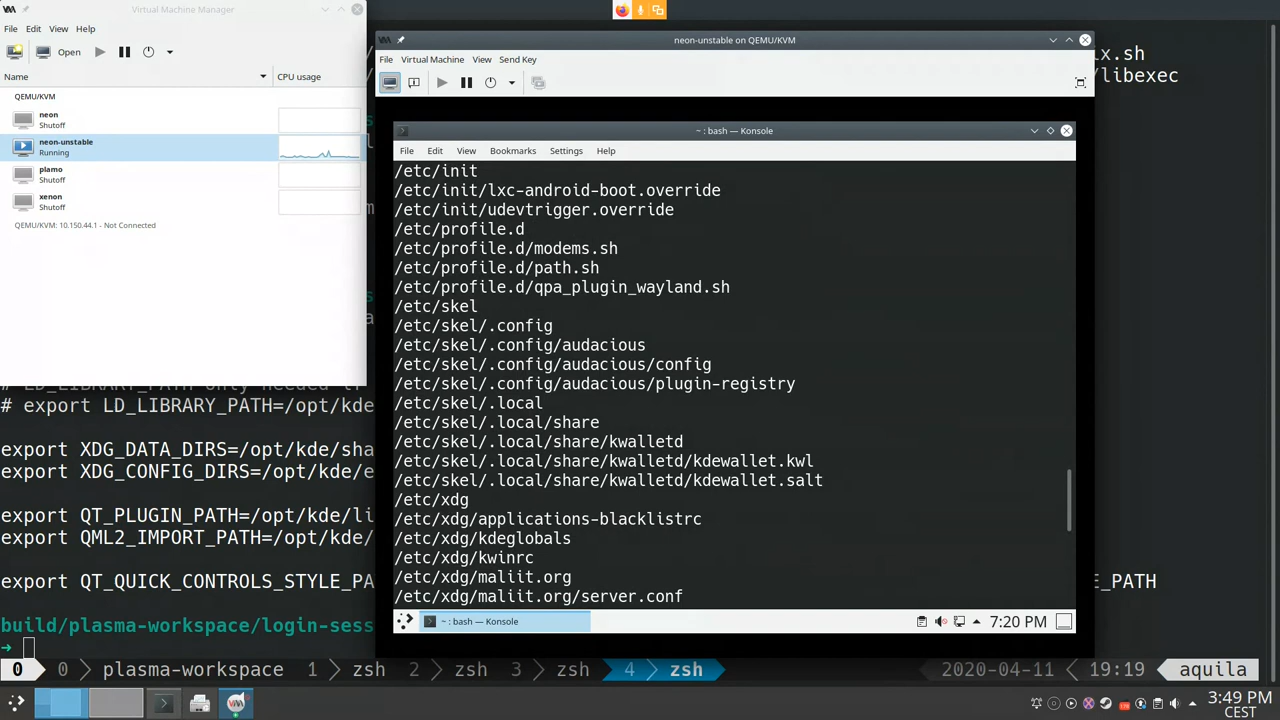 Virtual Machine Manager
File Edit View Help
Open
Name CPU usage
QEMU/KVM
neon
Shutoff
neon-unstable
Running
plamo
Shutoff
xenon
Shutoff
QEMU/KVM: 10.150.44.1 - Not Connected
ix.sh
/libexec
neon-unstable on QEMU/KVM
File Virtual Machine View Send Key
~ : bash — Konsole
File Edit View Bookmarks Settings Help
/etc/init
/etc/init/lxc-android-boot.override
/etc/init/udevtrigger.override
/etc/profile.d
/etc/profile.d/modems.sh
/etc/profile.d/path.sh
/etc/profile.d/qpa_plugin_wayland.sh
/etc/skel
/etc/skel/.config
/etc/skel/.config/audacious
/etc/skel/.config/audacious/config
/etc/skel/.config/audacious/plugin-registry
/etc/skel/.local
/etc/skel/.local/share
/etc/skel/.local/share/kwalletd
/etc/skel/.local/share/kwalletd/kdewallet.kwl
/etc/skel/.local/share/kwalletd/kdewallet.salt
/etc/xdg
/etc/xdg/applications-blacklistrc
/etc/xdg/kdeglobals
/etc/xdg/kwinrc
/etc/xdg/maliit.org
/etc/xdg/maliit.org/server.conf
~ : bash — Konsole
7:20 PM
# export LD_LIBRARY_PATH=/opt/kde
export XDG_DATA_DIRS=/opt/kde/sha
export XDG_CONFIG_DIRS=/opt/kde/e
export QT_PLUGIN_PATH=/opt/kde/li
export QML2_IMPORT_PATH=/opt/kde/
export QT_QUICK_CONTROLS_STYLE_PA E_PATH
build/plasma-workspace/login-sess
➜
0 0 plasma-workspace 1 zsh 2 zsh 3 zsh 4 zsh 2020-04-11 19:19 aquila
3:49 PM
CEST